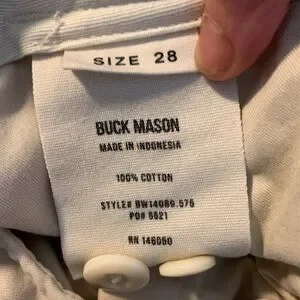 SIZE 28
BUCK MASON
MADE IN INDONESIA
100% COTTON
STYLE# BW14089.575
PO# 5521
RN 146050